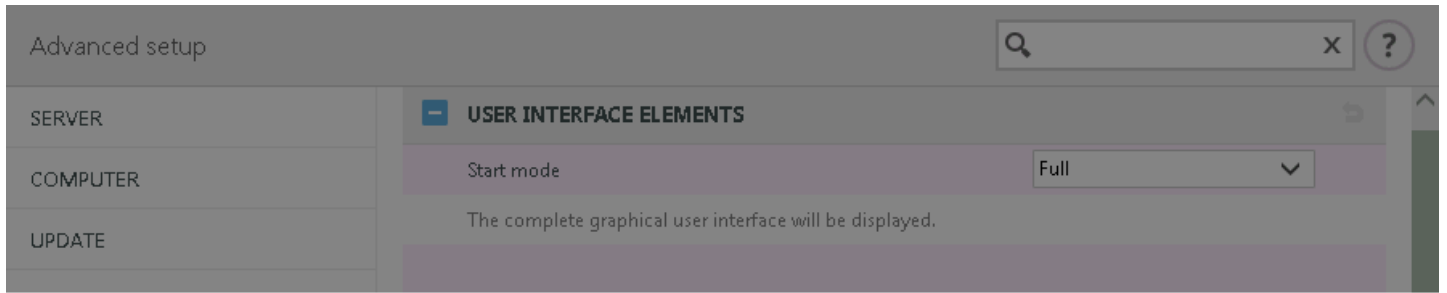 Advanced setup
x
?
SERVER
USER INTERFACE ELEMENTS
COMPUTER
Start mode
Full
The complete graphical user interface will be displayed.
UPDATE